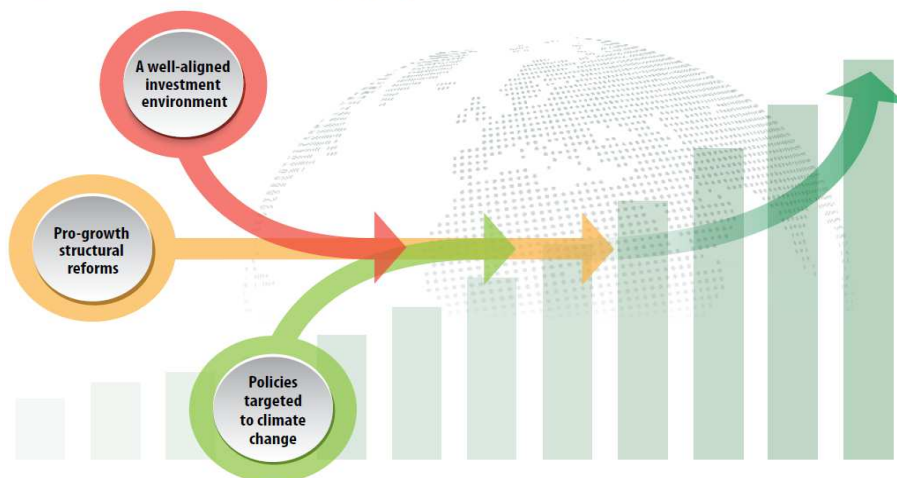 A well-aligned
investment
environment
Pro-growth
structural
reforms
Policies
targeted
to climate
change